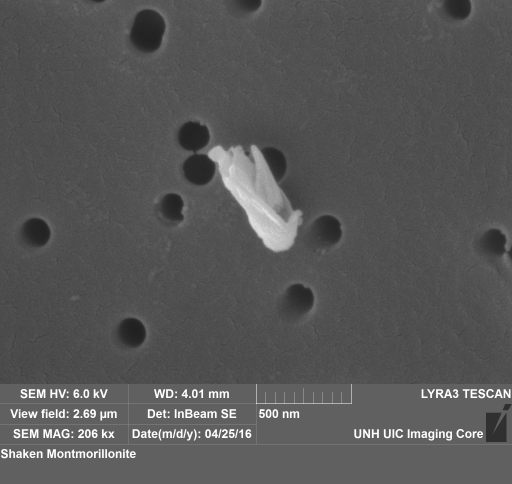 SEM HV: 6.0 kV WD: 4.01 mm LYRA3 TESCAN
View field: 2.69 µm Det: InBeam SE 500 nm
SEM MAG: 206 kx Date(m/d/y): 04/25/16 UNH UIC Imaging Core
Shaken Montmorillonite